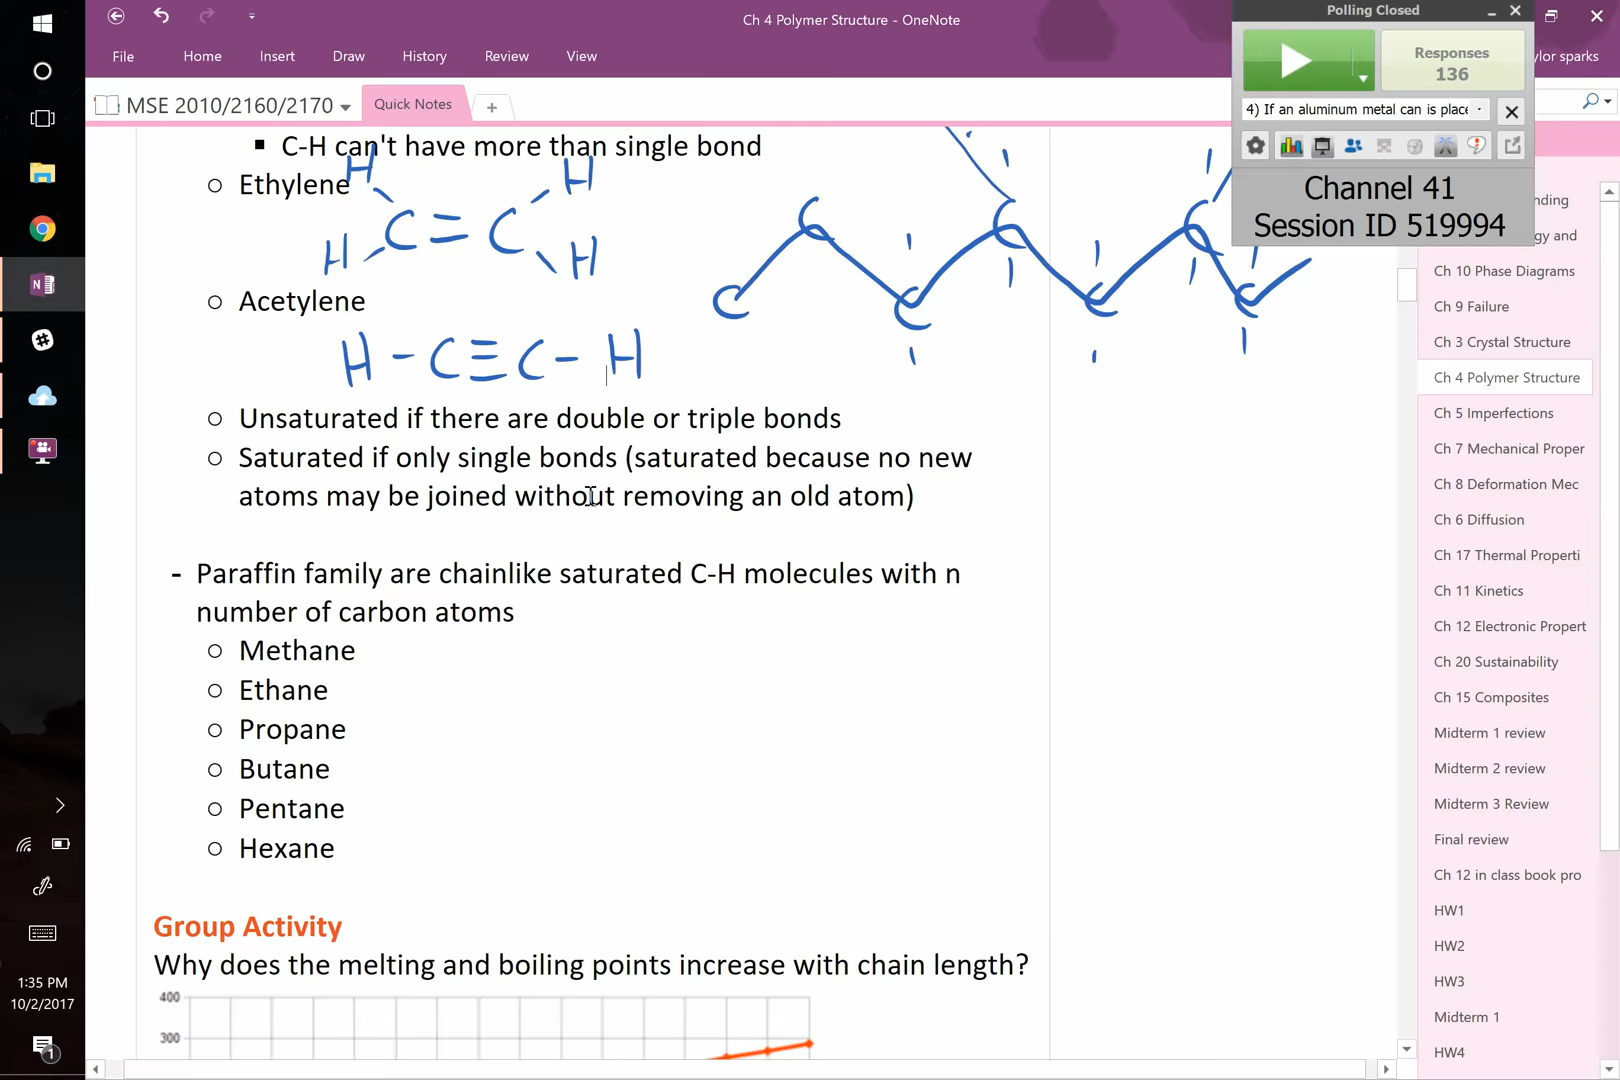 Ch 4 Polymer Structure - OneNote
Polling Closed
ylor sparks
File Home Insert Draw History Review View
Responses
136
MSE 2010/2160/2170
Quick Notes
+
4) If an aluminum metal can is place
Channel 41
Session ID 519994
▪ C-H can't have more than single bond
○ Ethylene
H H
C = C
H H
○ Acetylene
H - C ≡ C - H
C C C
C C C C
○ Unsaturated if there are double or triple bonds
○ Saturated if only single bonds (saturated because no new
atoms may be joined without removing an old atom)
- Paraffin family are chainlike saturated C-H molecules with n
number of carbon atoms
○ Methane
○ Ethane
○ Propane
○ Butane
○ Pentane
○ Hexane
Group Activity
Why does the melting and boiling points increase with chain length?
400
300
nding
gy and
Ch 10 Phase Diagrams
Ch 9 Failure
Ch 3 Crystal Structure
Ch 4 Polymer Structure
Ch 5 Imperfections
Ch 7 Mechanical Proper
Ch 8 Deformation Mec
Ch 6 Diffusion
Ch 17 Thermal Properti
Ch 11 Kinetics
Ch 12 Electronic Propert
Ch 20 Sustainability
Ch 15 Composites
Midterm 1 review
Midterm 2 review
Midterm 3 Review
Final review
Ch 12 in class book pro
HW1
HW2
HW3
Midterm 1
HW4
1:35 PM
10/2/2017
1